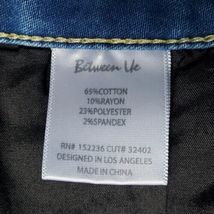 Between Us
65%COTTON
10%RAYON
23%POLYESTER
2%SPANDEX
RN# 152236 CUT# 32402
DESIGNED IN LOS ANGELES
MADE IN CHINA